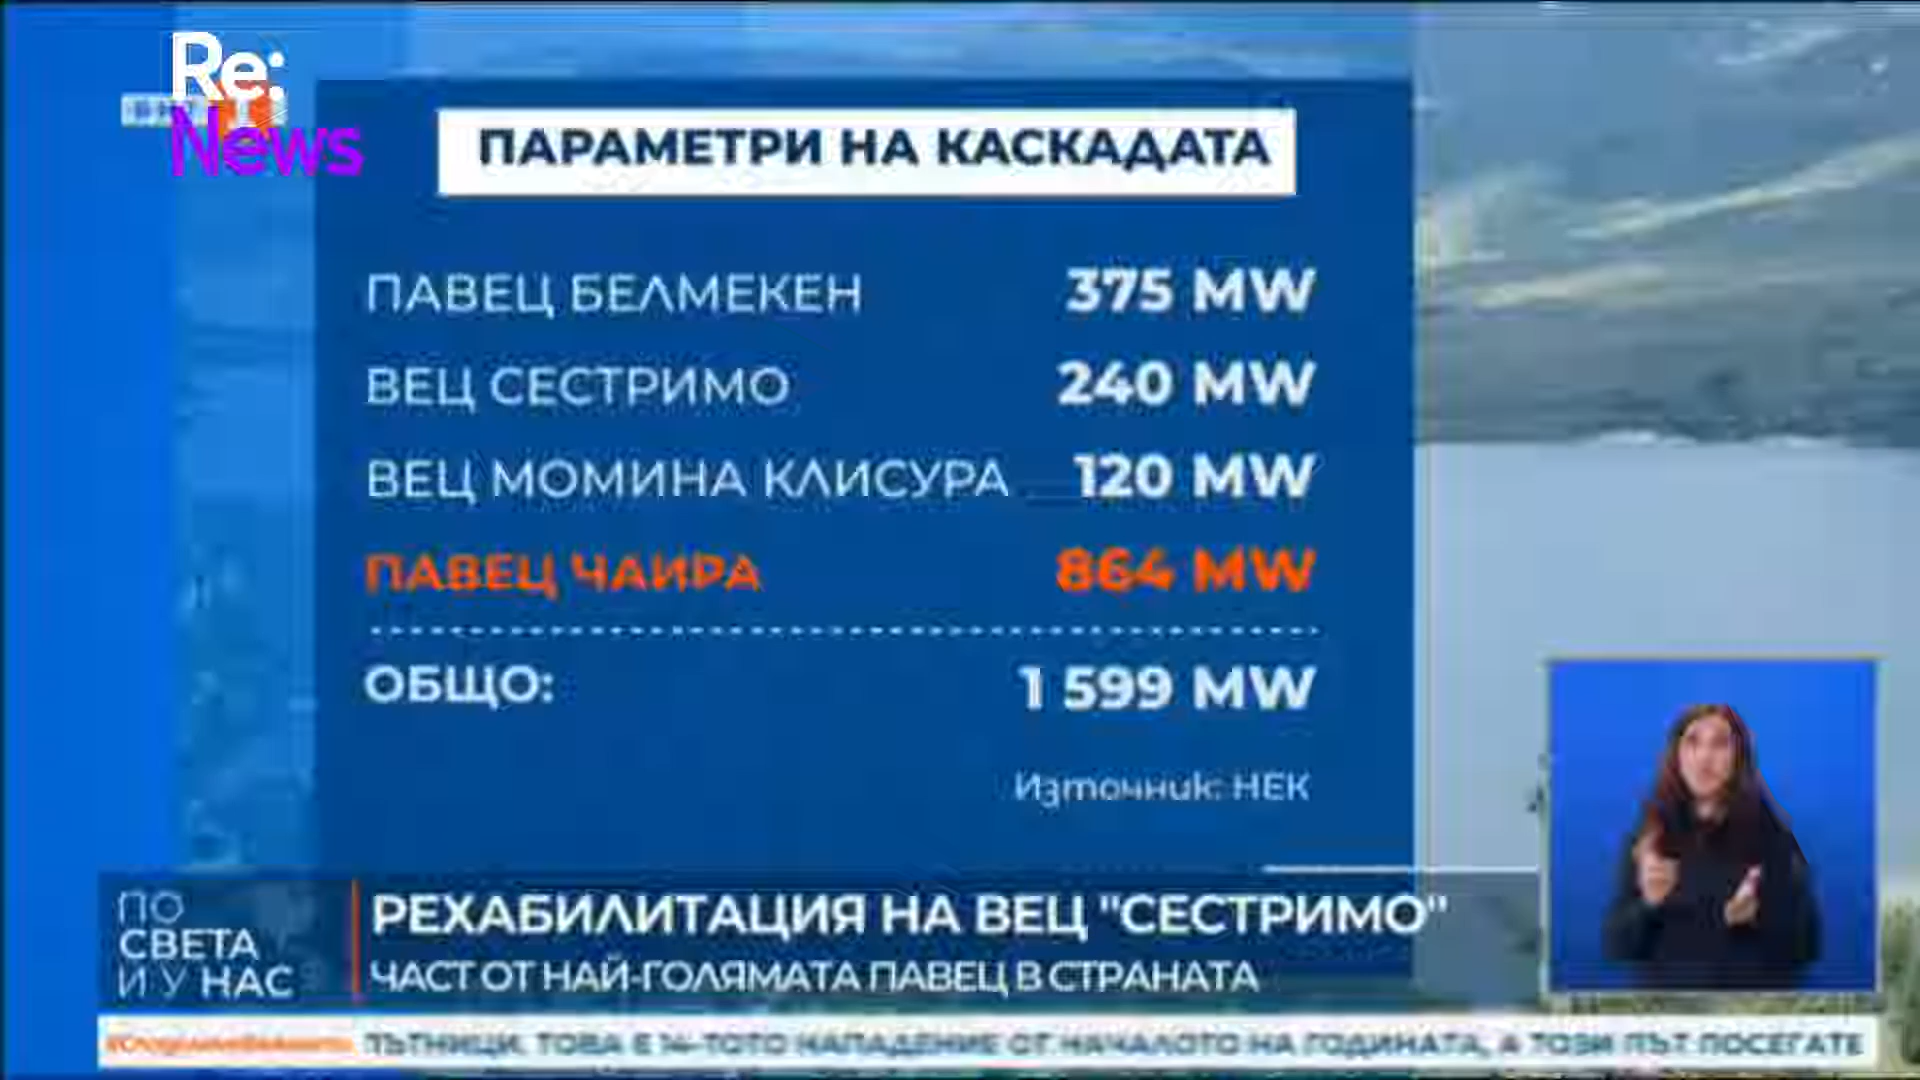 Re:
News
ПАРАМЕТРИ НА КАСКАДАТА
ПАВЕЦ БЕЛМЕКЕН 375 MW
ВЕЦ СЕСТРИМО 240 MW
ВЕЦ МОМИНА КЛИСУРА 120 MW
ПАВЕЦ ЧАИРА 864 MW
ОБЩО: 1 599 MW
Източник: НЕК
ПО
СВЕТА
И У НАС
РЕХАБИЛИТАЦИЯ НА ВЕЦ "СЕСТРИМО"
ЧАСТ ОТ НАЙ-ГОЛЯМАТА ПАВЕЦ В СТРАНАТА
ПЪТНИЦИ. ТОВА Е 14-ТОТО НАПАДЕНИЕ ОТ НАЧАЛОТО НА ГОДИНАТА, А ТОЗИ ПЪТ ПОСЕГАТЕ